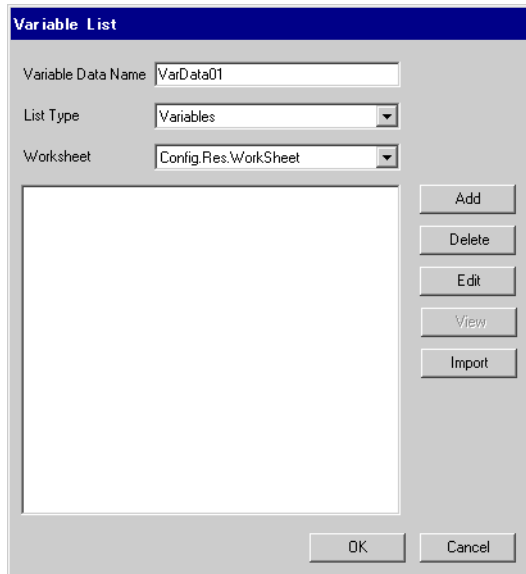 Variable List
Variable Data Name VarData01
List Type Variables
Worksheet Config.Res.WorkSheet
Add
Delete
Edit
View
Import
OK Cancel